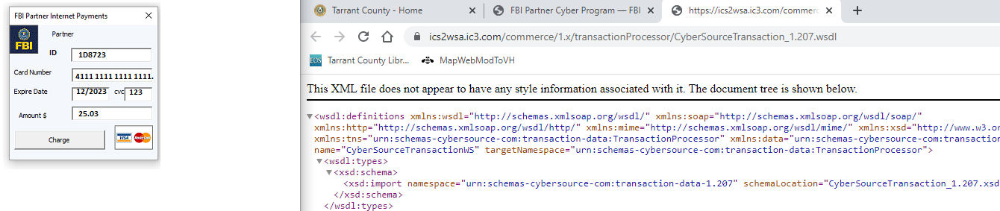 FBI Partner Internet Payments
FBI
Partner
ID
1D8723
Card Number
4111 1111 1111 1111.
Expire Date
12/2023
cvc
123
Amount $
25.03
Charge
VISA
MasterCard
Tarrant County - Home
FBI Partner Cyber Program — FBI
https://ics2wsa.ic3.com/commerc
ics2wsa.ic3.com/commerce/1.x/transactionProcessor/CyberSourceTransaction_1.207.wsdl
EOS
Tarrant County Libr...
MapWebModToVH
This XML file does not appear to have any style information associated with it. The document tree is shown below.
<wsdl:definitions xmlns:wsdl="http://schemas.xmlsoap.org/wsdl/" xmlns:soap="http://schemas.xmlsoap.org/wsdl/soap/"
xmlns:http="http://schemas.xmlsoap.org/wsdl/http/" xmlns:mime="http://schemas.xmlsoap.org/wsdl/mime/" xmlns:xsd="http://www.w3.or
xmlns:tns="urn:schemas-cybersource-com:transaction-data:TransactionProcessor" xmlns:data="urn:schemas-cybersource-com:transaction
name="CyberSourceTransactionWS" targetNamespace="urn:schemas-cybersource-com:transaction-data:TransactionProcessor">
<wsdl:types>
<xsd:schema>
<xsd:import namespace="urn:schemas-cybersource-com:transaction-data-1.207" schemaLocation="CyberSourceTransaction_1.207.xsd
</xsd:schema>
</wsdl:types>